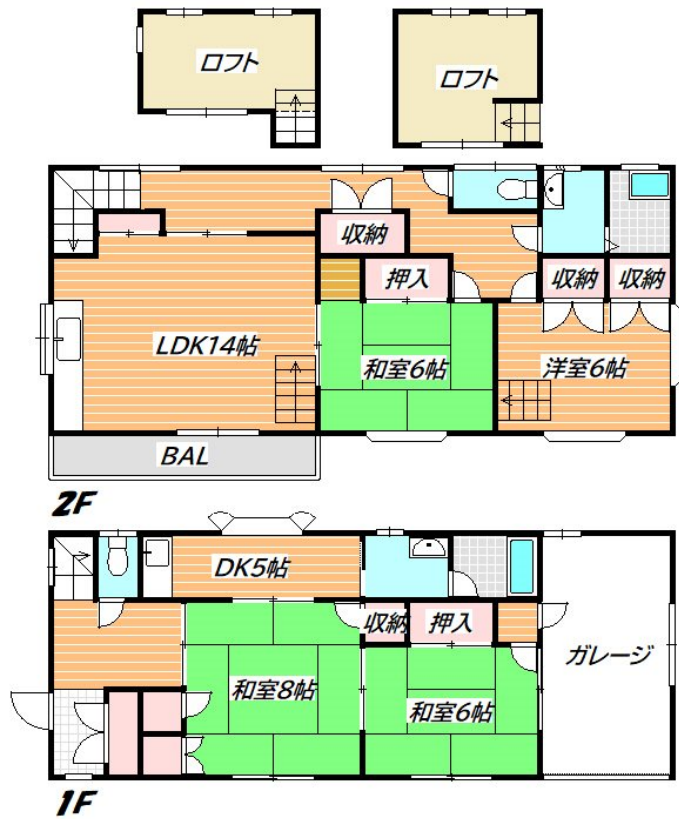 ロフト
ロフト
収納
押入
収納
収納
LDK14帖
和室6帖
洋室6帖
BAL
2F
DK5帖
収納
押入
ガレージ
和室8帖
和室6帖
1F